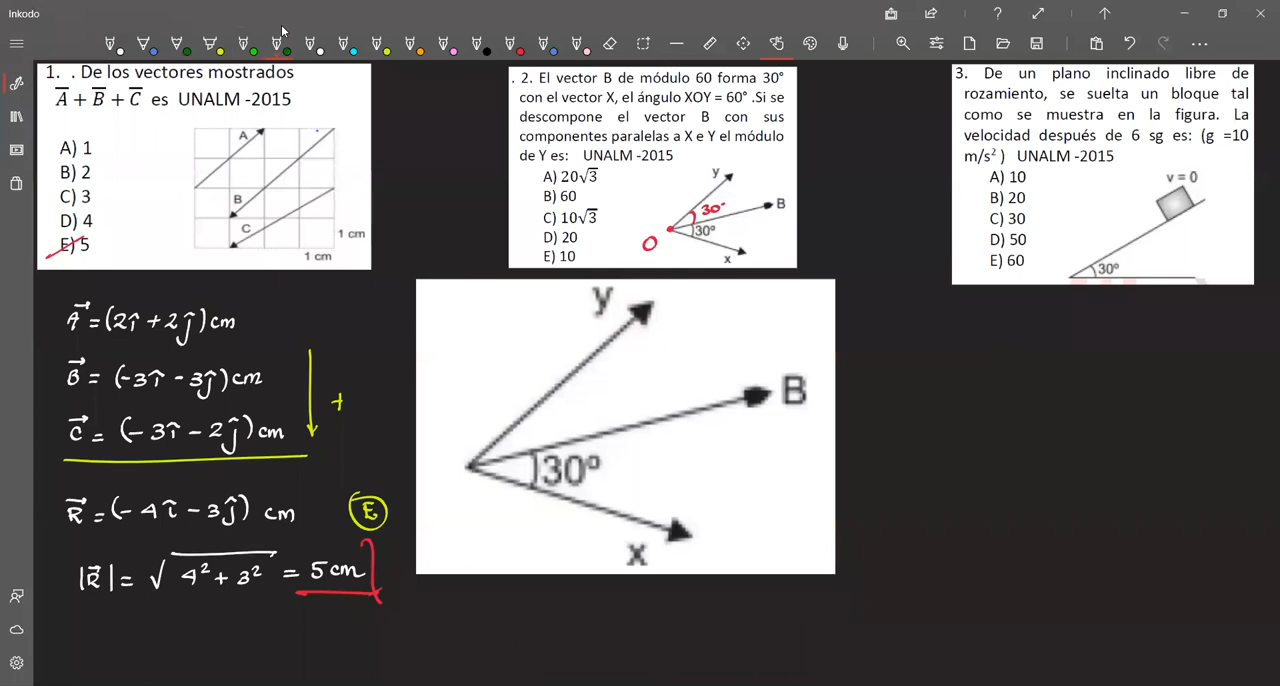 Inkodo
1. . De los vectores mostrados
A + B + C es UNALM -2015
A) 1
B) 2
C) 3
D) 4
E) 5
A
B
C
1 cm
1 cm
. 2. El vector B de módulo 60 forma 30°
con el vector X, el ángulo XOY = 60° .Si se
descompone el vector B con sus
componentes paralelas a X e Y el módulo
de Y es: UNALM -2015
A) 20√3
B) 60
C) 10√3
D) 20
E) 10
y
30°
B
30°
O
x
3. De un plano inclinado libre de
rozamiento, se suelta un bloque tal
como se muestra en la figura. La
velocidad después de 6 sg es: (g =10
m/s² ) UNALM -2015
A) 10
B) 20
C) 30
D) 50
E) 60
v = 0
30°
A = (2î + 2ĵ) cm
B = (-3î - 3ĵ) cm
C = (-3î - 2ĵ) cm
+
R = (-4î - 3ĵ) cm
E
|R| = √4² + 3² = 5 cm
y
B
30º
x